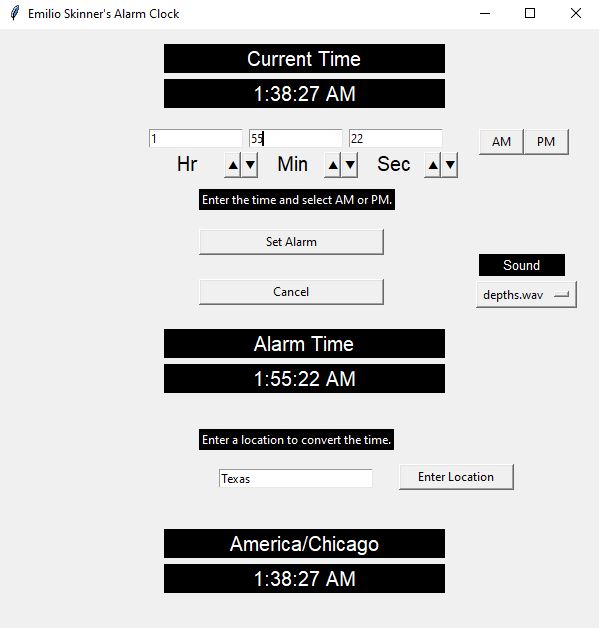 Emilio Skinner's Alarm Clock
Current Time
1:38:27 AM
1 55 22 AM PM
Hr ▲ ▼ Min ▲ ▼ Sec ▲ ▼
Enter the time and select AM or PM.
Set Alarm
Sound
Cancel
depths.wav
Alarm Time
1:55:22 AM
Enter a location to convert the time.
Texas Enter Location
America/Chicago
1:38:27 AM